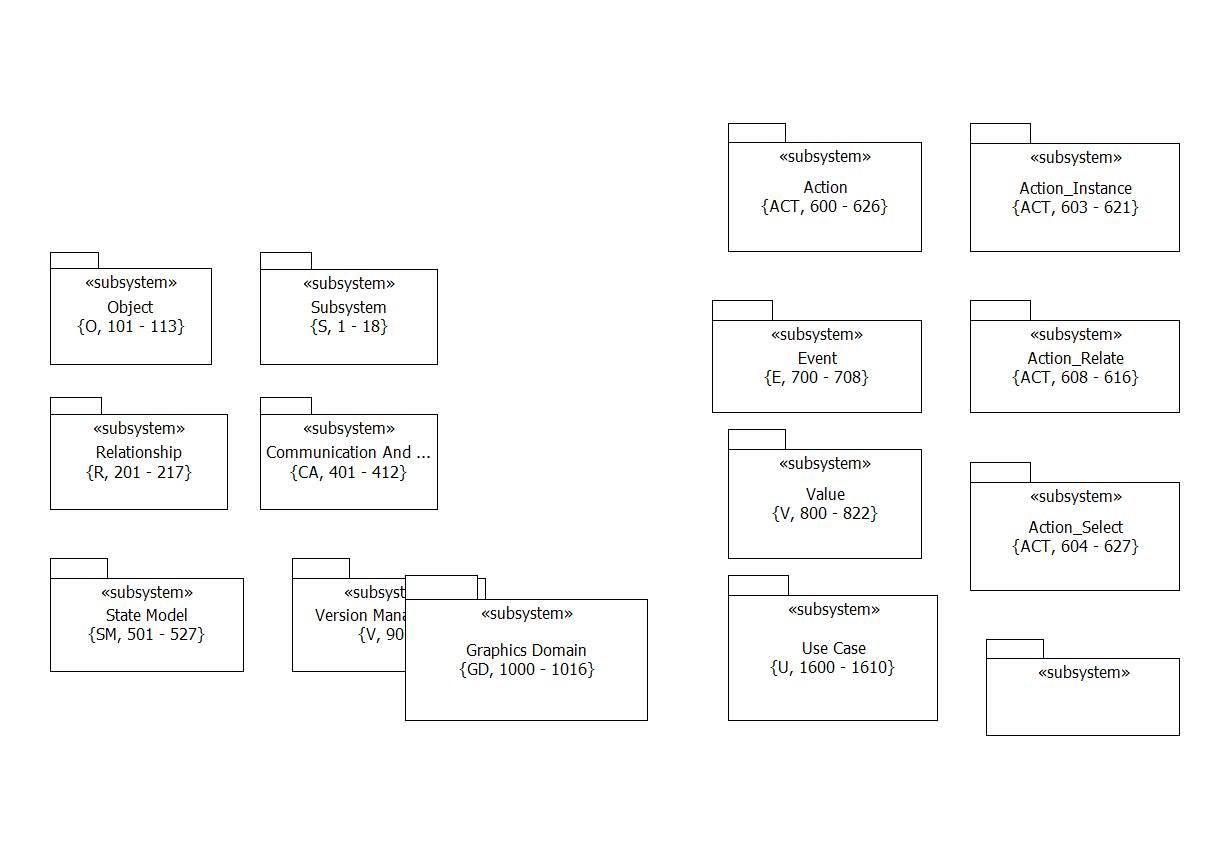 «subsystem»
Action
{ACT, 600 - 626}
«subsystem»
Action_Instance
{ACT, 603 - 621}
«subsystem»
Object
{O, 101 - 113}
«subsystem»
Subsystem
{S, 1 - 18}
«subsystem»
Event
{E, 700 - 708}
«subsystem»
Action_Relate
{ACT, 608 - 616}
«subsystem»
Relationship
{R, 201 - 217}
«subsystem»
Communication And ...
{CA, 401 - 412}
«subsystem»
Value
{V, 800 - 822}
«subsystem»
Action_Select
{ACT, 604 - 627}
«subsystem»
State Model
{SM, 501 - 527}
«subsyst
Version Mana
{V, 90
«subsystem»
Graphics Domain
{GD, 1000 - 1016}
«subsystem»
Use Case
{U, 1600 - 1610}
«subsystem»